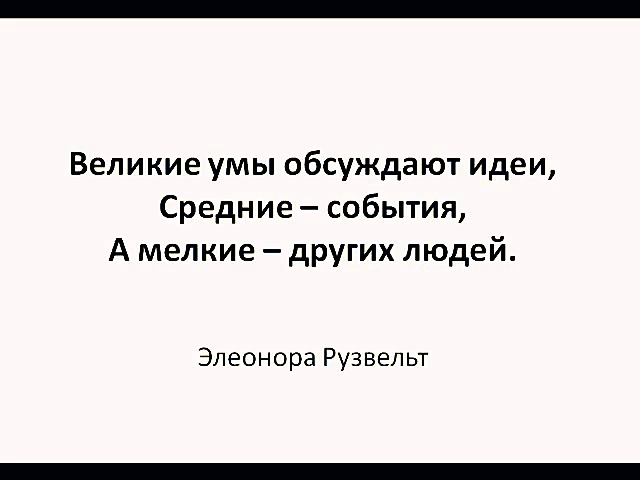 Великие умы обсуждают идеи,
Средние – события,
А мелкие – других людей.
Элеонора Рузвельт